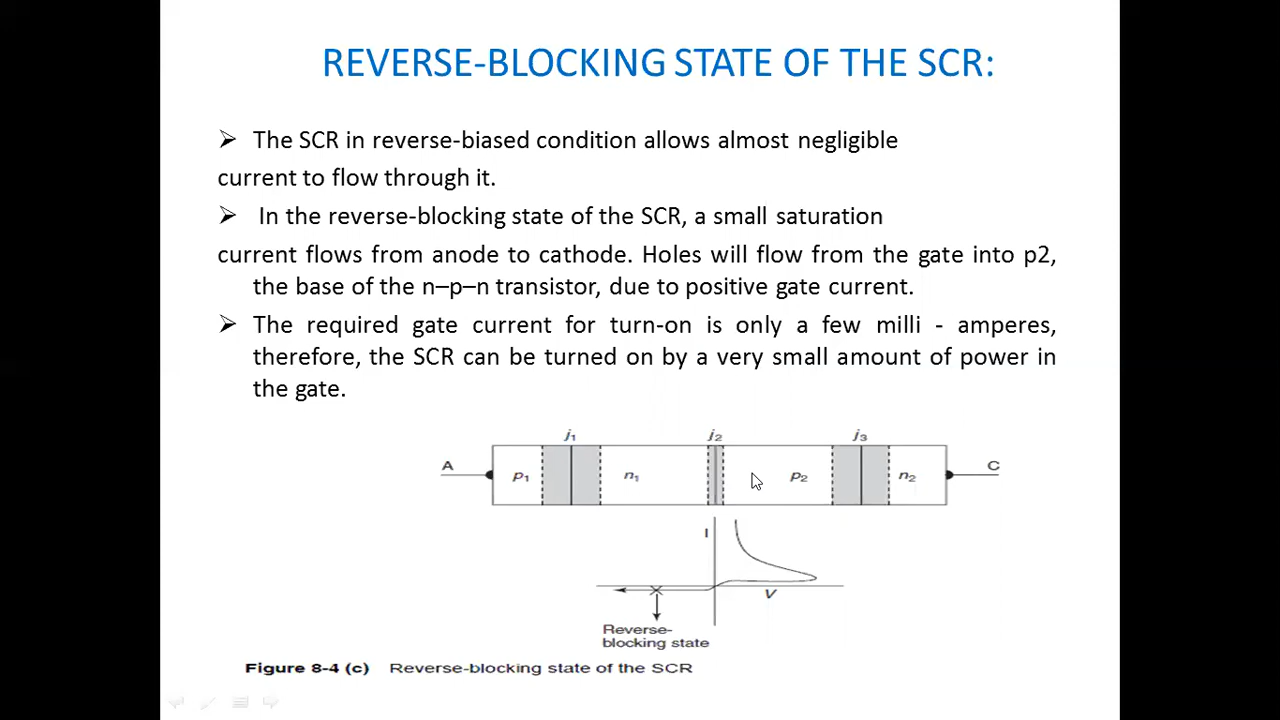 REVERSE-BLOCKING STATE OF THE SCR:
➢ The SCR in reverse-biased condition allows almost negligible
current to flow through it.
➢ In the reverse-blocking state of the SCR, a small saturation
current flows from anode to cathode. Holes will flow from the gate into p2,
the base of the n–p–n transistor, due to positive gate current.
➢ The required gate current for turn-on is only a few milli - amperes,
therefore, the SCR can be turned on by a very small amount of power in
the gate.
j1 j2 j3
A p1 n1 p2 n2 C
I
V
Reverse-
blocking state
Figure 8-4 (c) Reverse-blocking state of the SCR